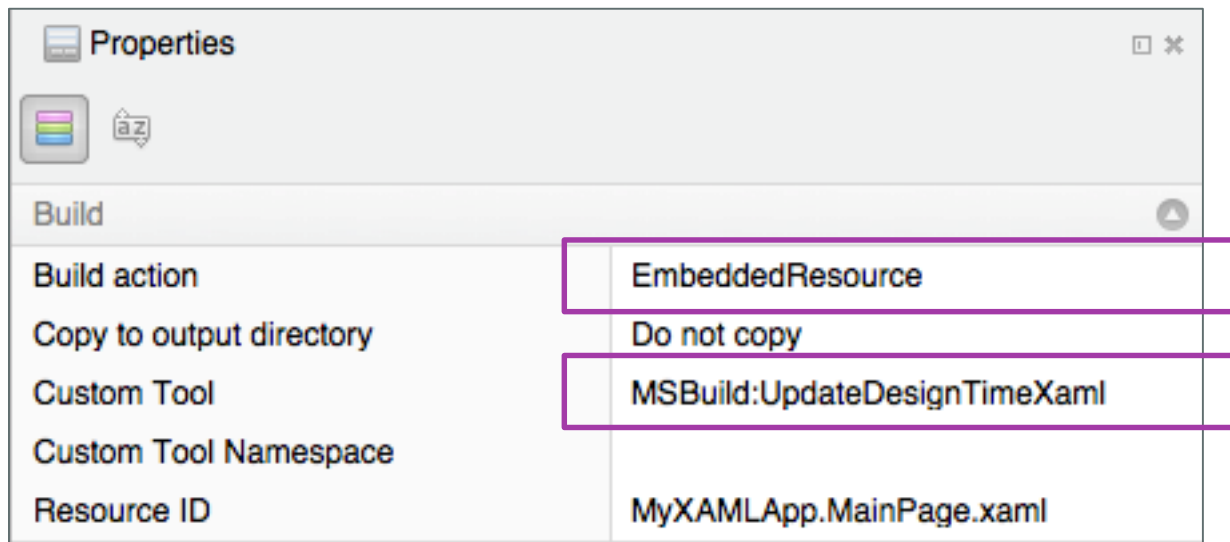 Properties
az
Build
Build action EmbeddedResource
Copy to output directory Do not copy
Custom Tool MSBuild:UpdateDesignTimeXaml
Custom Tool Namespace
Resource ID MyXAMLApp.MainPage.xaml